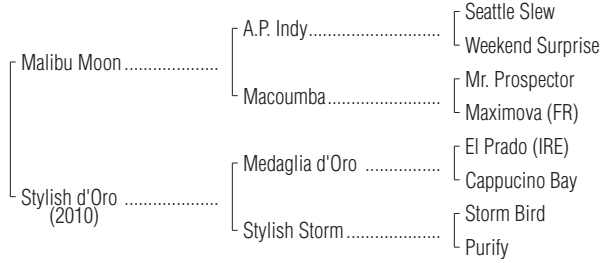 Seattle Slew
A.P. Indy
Weekend Surprise
Malibu Moon
Mr. Prospector
Macoumba
Maximova (FR)
El Prado (IRE)
Medaglia d'Oro
Cappucino Bay
Stylish d'Oro
(2010)
Storm Bird
Stylish Storm
Purify